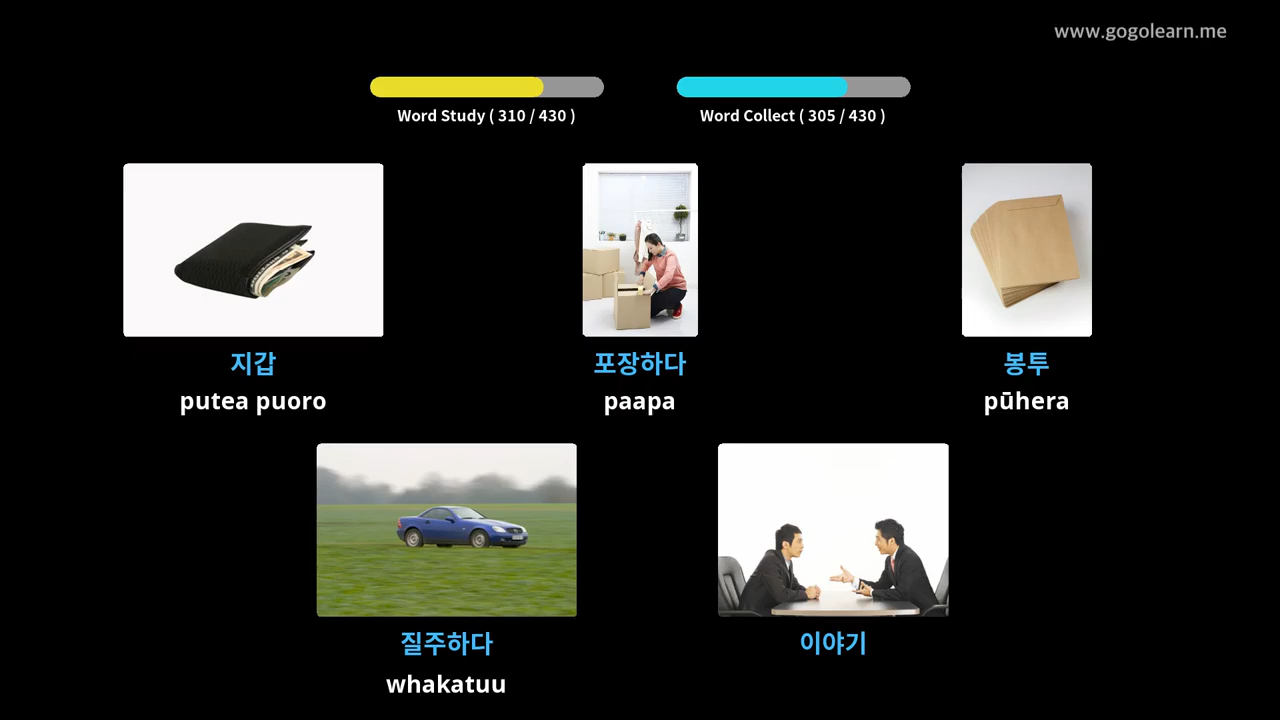 www.gogolearn.me
Word Study ( 310 / 430 )
Word Collect ( 305 / 430 )
지갑
putea puoro
포장하다
paapa
봉투
pūhera
질주하다
whakatuu
이야기